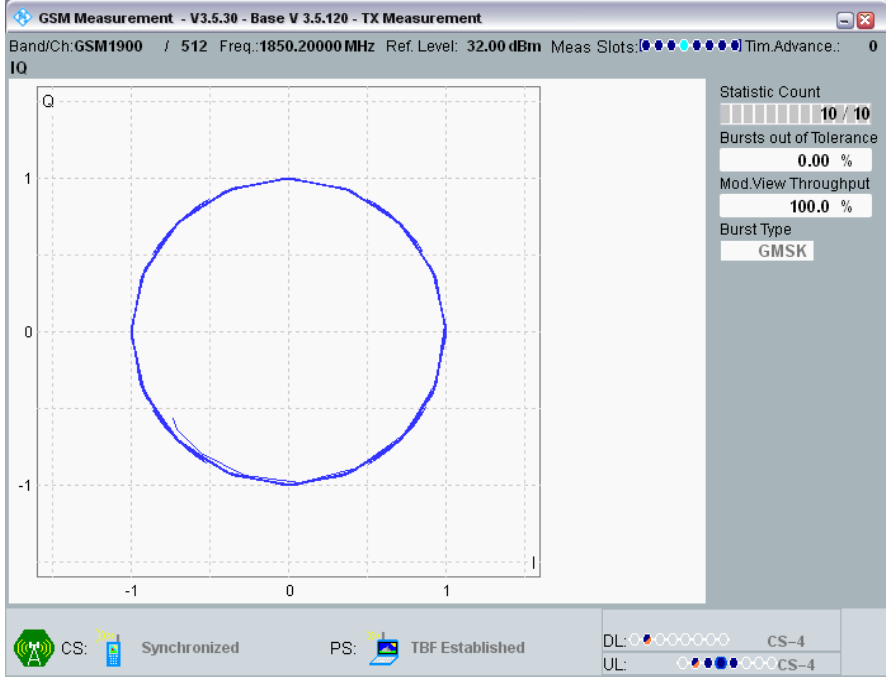 GSM Measurement - V3.5.30 - Base V 3.5.120 - TX Measurement
Band/Ch:GSM1900 / 512 Freq.:1850.20000 MHz Ref. Level: 32.00 dBm Meas Slots:[ ] Tim.Advance.: 0
IQ
Statistic Count
10 / 10
Bursts out of Tolerance
0.00 %
Mod.View Throughput
100.0 %
Burst Type
GMSK
Q
1
0
-1
I
-1 0 1
CS: Synchronized PS: TBF Established
DL: CS-4
UL: CS-4